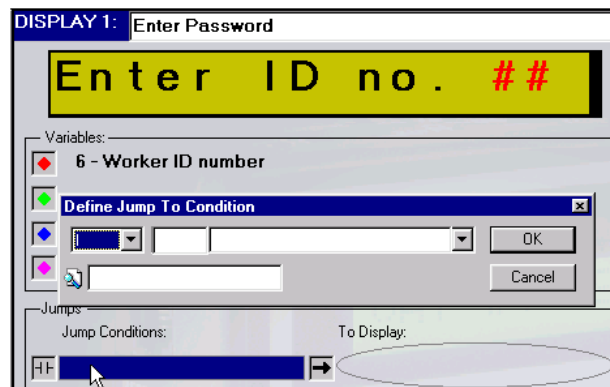 DISPLAY 1: Enter Password
Enter ID no. ##
Variables:
6 - Worker ID number
Define Jump To Condition
OK
Cancel
Jumps
Jump Conditions: To Display: